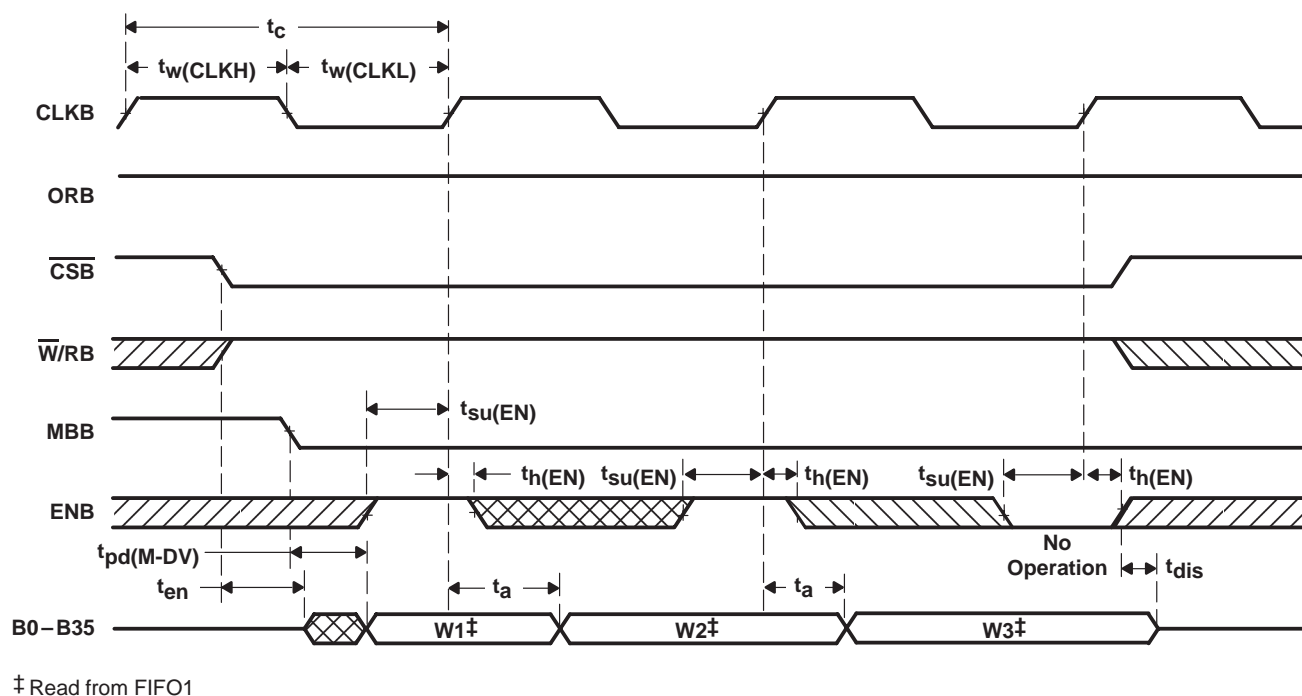 tc
tw(CLKH)
tw(CLKL)
CLKB
ORB
CSB
W/RB
tsu(EN)
MBB
th(EN)
tsu(EN)
th(EN)
tsu(EN)
th(EN)
ENB
No
Operation
tpd(M-DV)
ten
ta
ta
tdis
B0–B35
W1‡
W2‡
W3‡
‡ Read from FIFO1